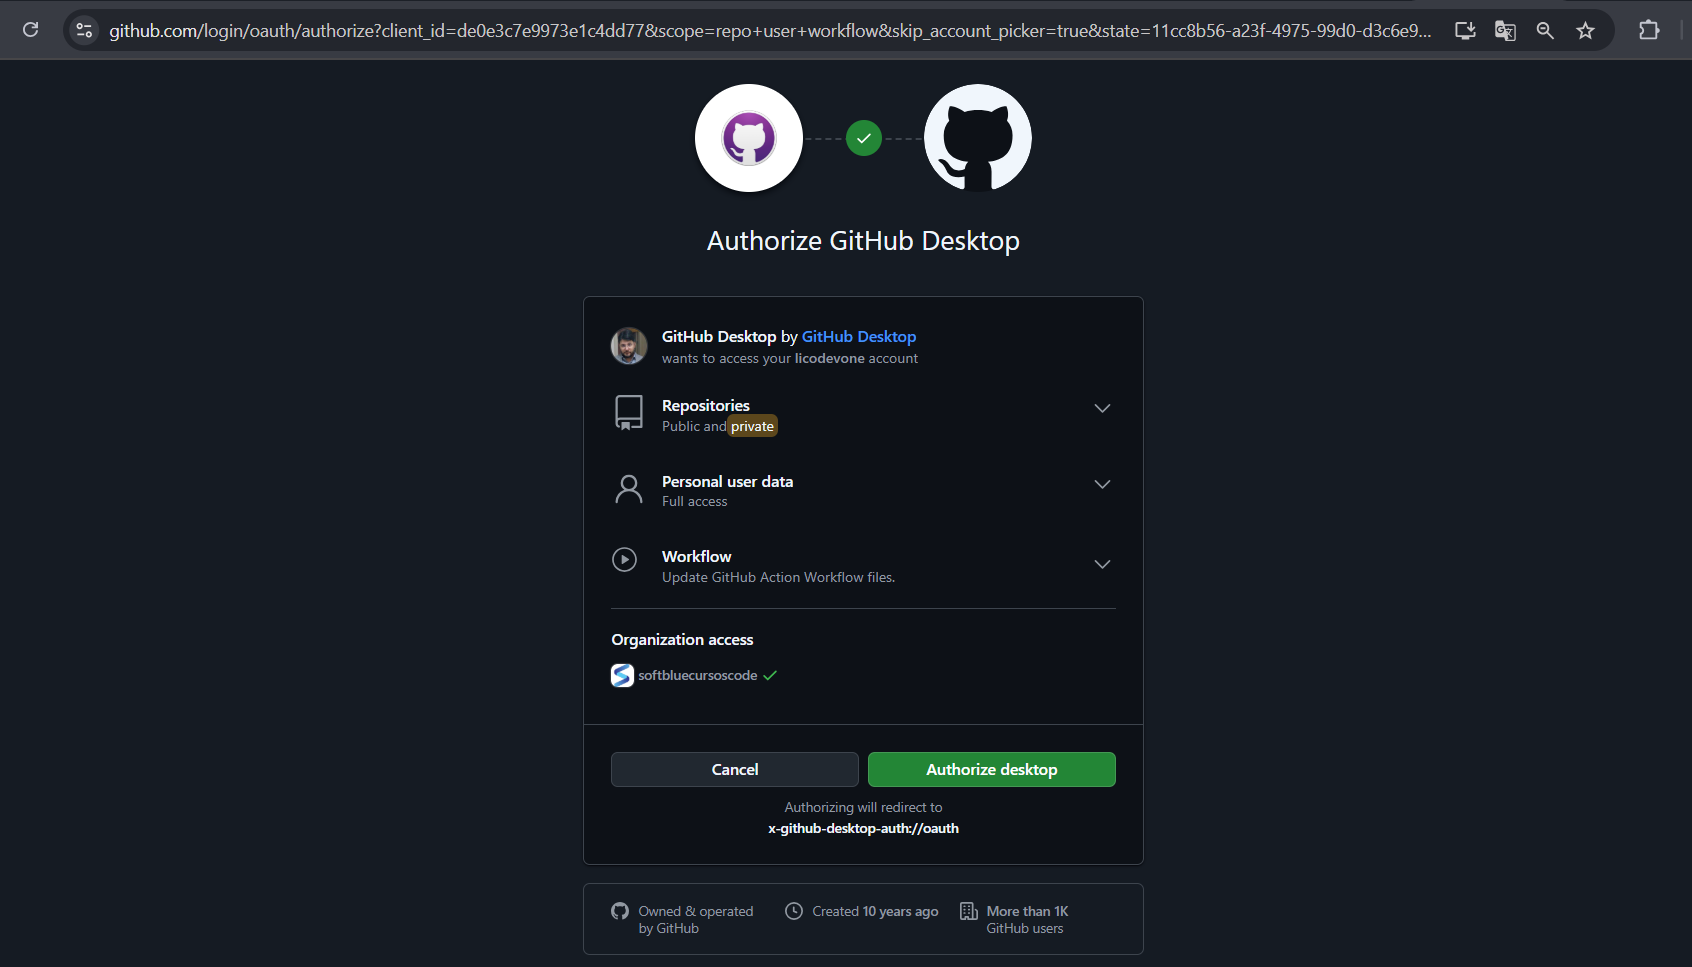 github.com/login/oauth/authorize?client_id=de0e3c7e9973e1c4dd77&scope=repo+user+workflow&skip_account_picker=true&state=11cc8b56-a23f-4975-99d0-d3c6e9...
Authorize GitHub Desktop
GitHub Desktop by GitHub Desktop
wants to access your licodevone account
Repositories
Public and private
Personal user data
Full access
Workflow
Update GitHub Action Workflow files.
Organization access
softbluecursoscode
Cancel
Authorize desktop
Authorizing will redirect to
x-github-desktop-auth://oauth
Owned & operated
by GitHub
Created 10 years ago
More than 1K
GitHub users